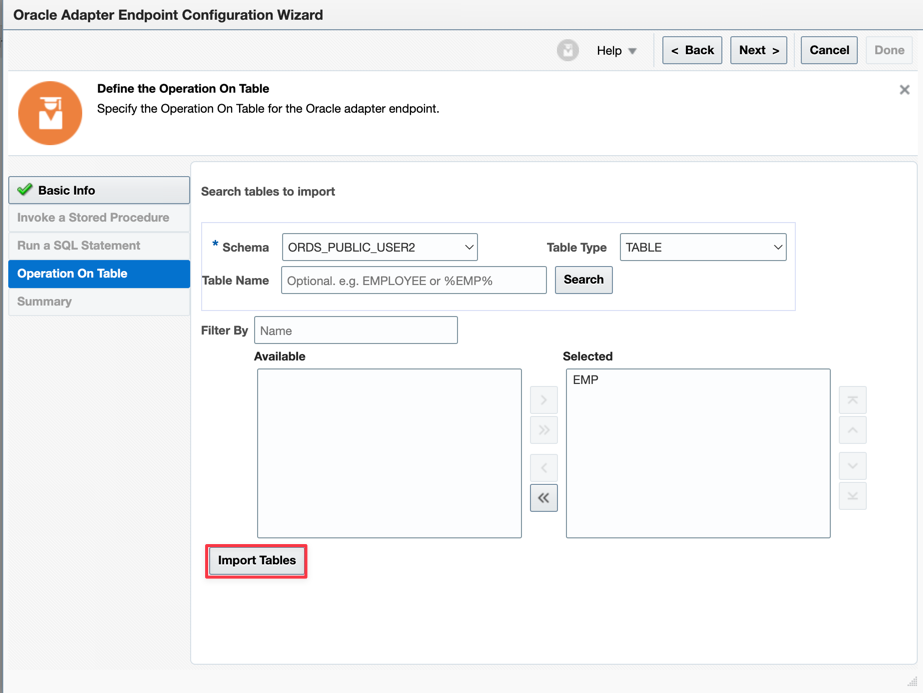 Oracle Adapter Endpoint Configuration Wizard
Help
< Back
Next >
Cancel
Done
Define the Operation On Table
Specify the Operation On Table for the Oracle adapter endpoint.
Basic Info
Invoke a Stored Procedure
Run a SQL Statement
Operation On Table
Summary
Search tables to import
* Schema ORDS_PUBLIC_USER2 Table Type TABLE
Table Name Optional. e.g. EMPLOYEE or %EMP% Search
Filter By Name
Available Selected
EMP
Import Tables